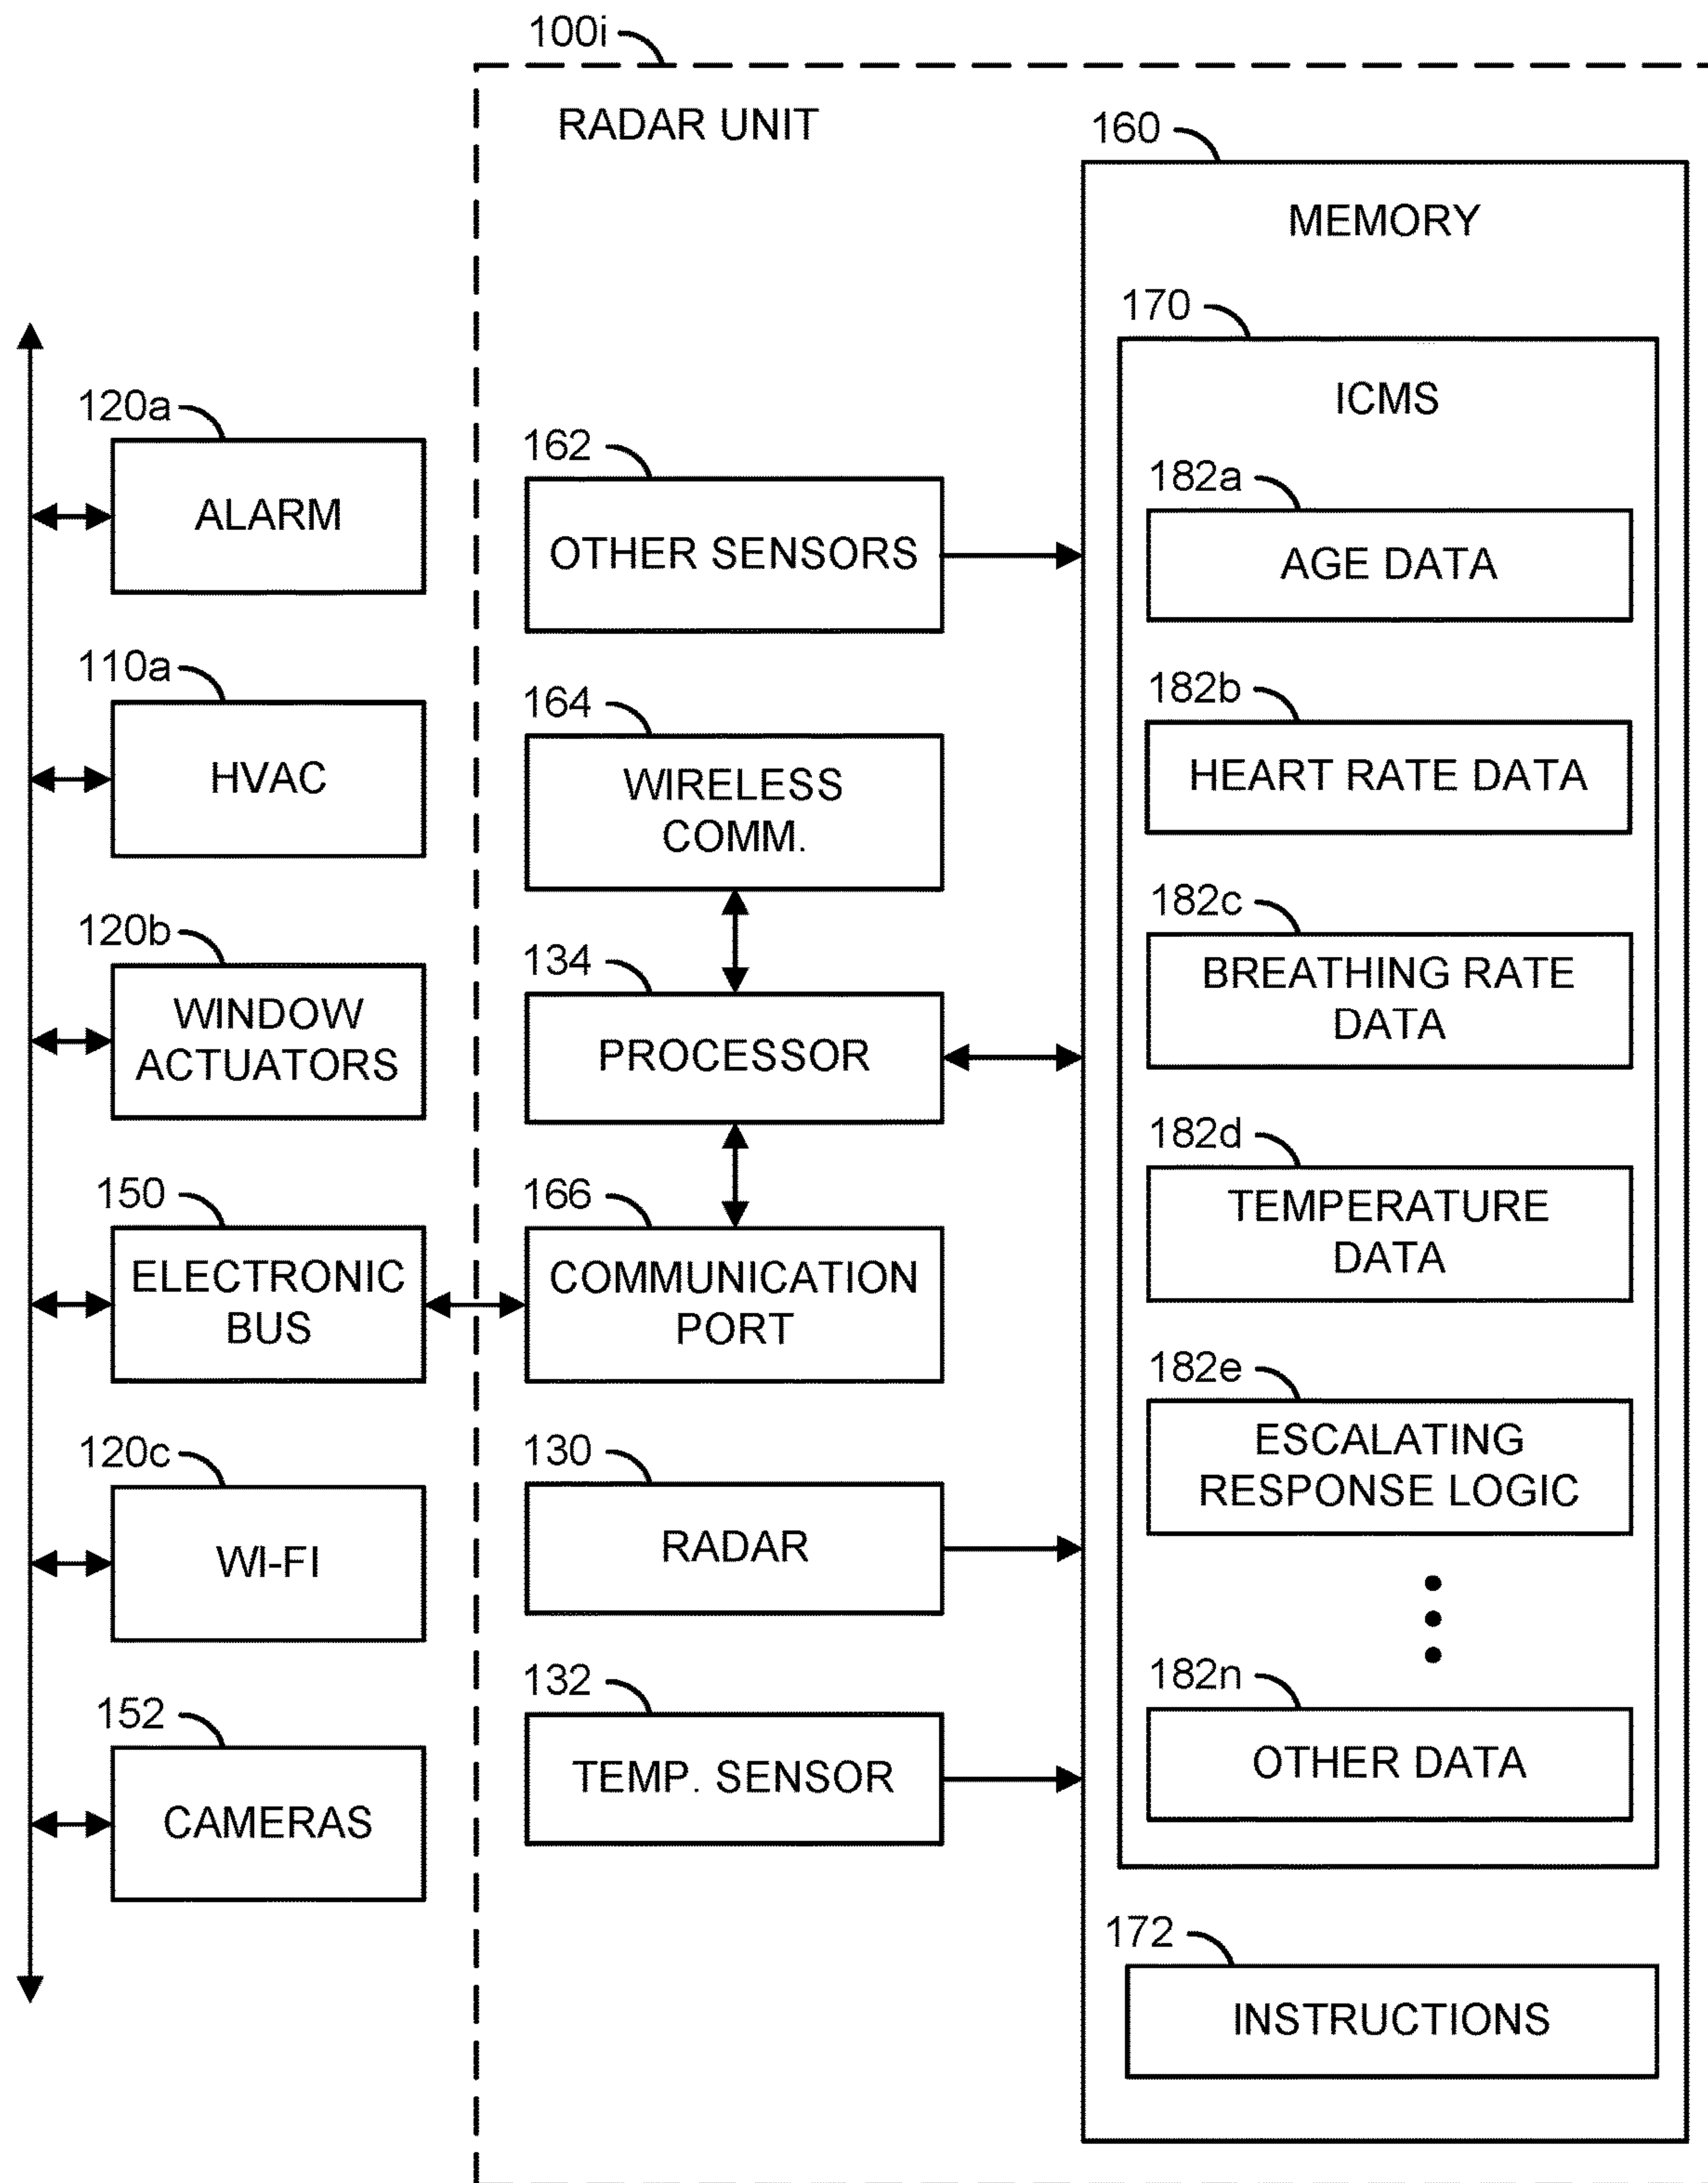 100i
RADAR UNIT
120a
ALARM
110a
HVAC
120b
WINDOW
ACTUATORS
150
ELECTRONIC
BUS
120c
WI-FI
152
CAMERAS
162
OTHER SENSORS
164
WIRELESS
COMM.
134
PROCESSOR
166
COMMUNICATION
PORT
130
RADAR
132
TEMP. SENSOR
160
MEMORY
170
ICMS
182a
AGE DATA
182b
HEART RATE DATA
182c
BREATHING RATE
DATA
182d
TEMPERATURE
DATA
182e
ESCALATING
RESPONSE LOGIC
182n
OTHER DATA
172
INSTRUCTIONS